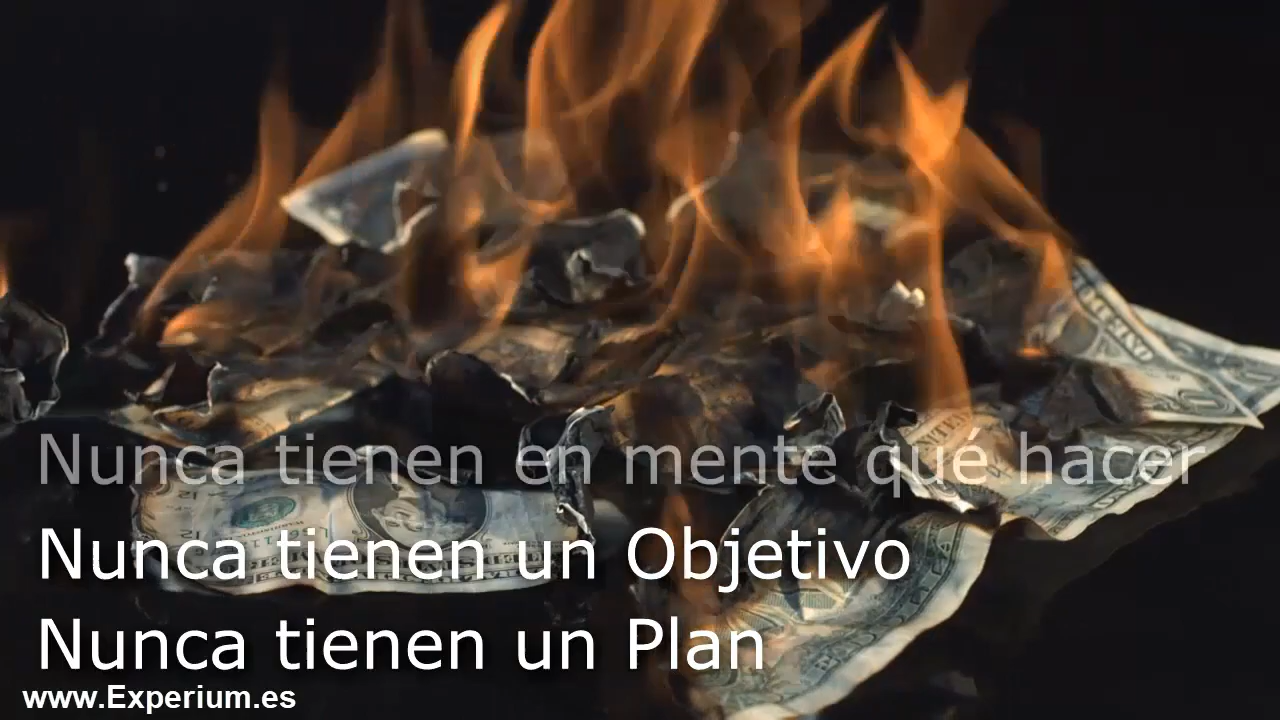 Nunca tienen en mente qué hacer
Nunca tienen un Objetivo
Nunca tienen un Plan
www.Experium.es